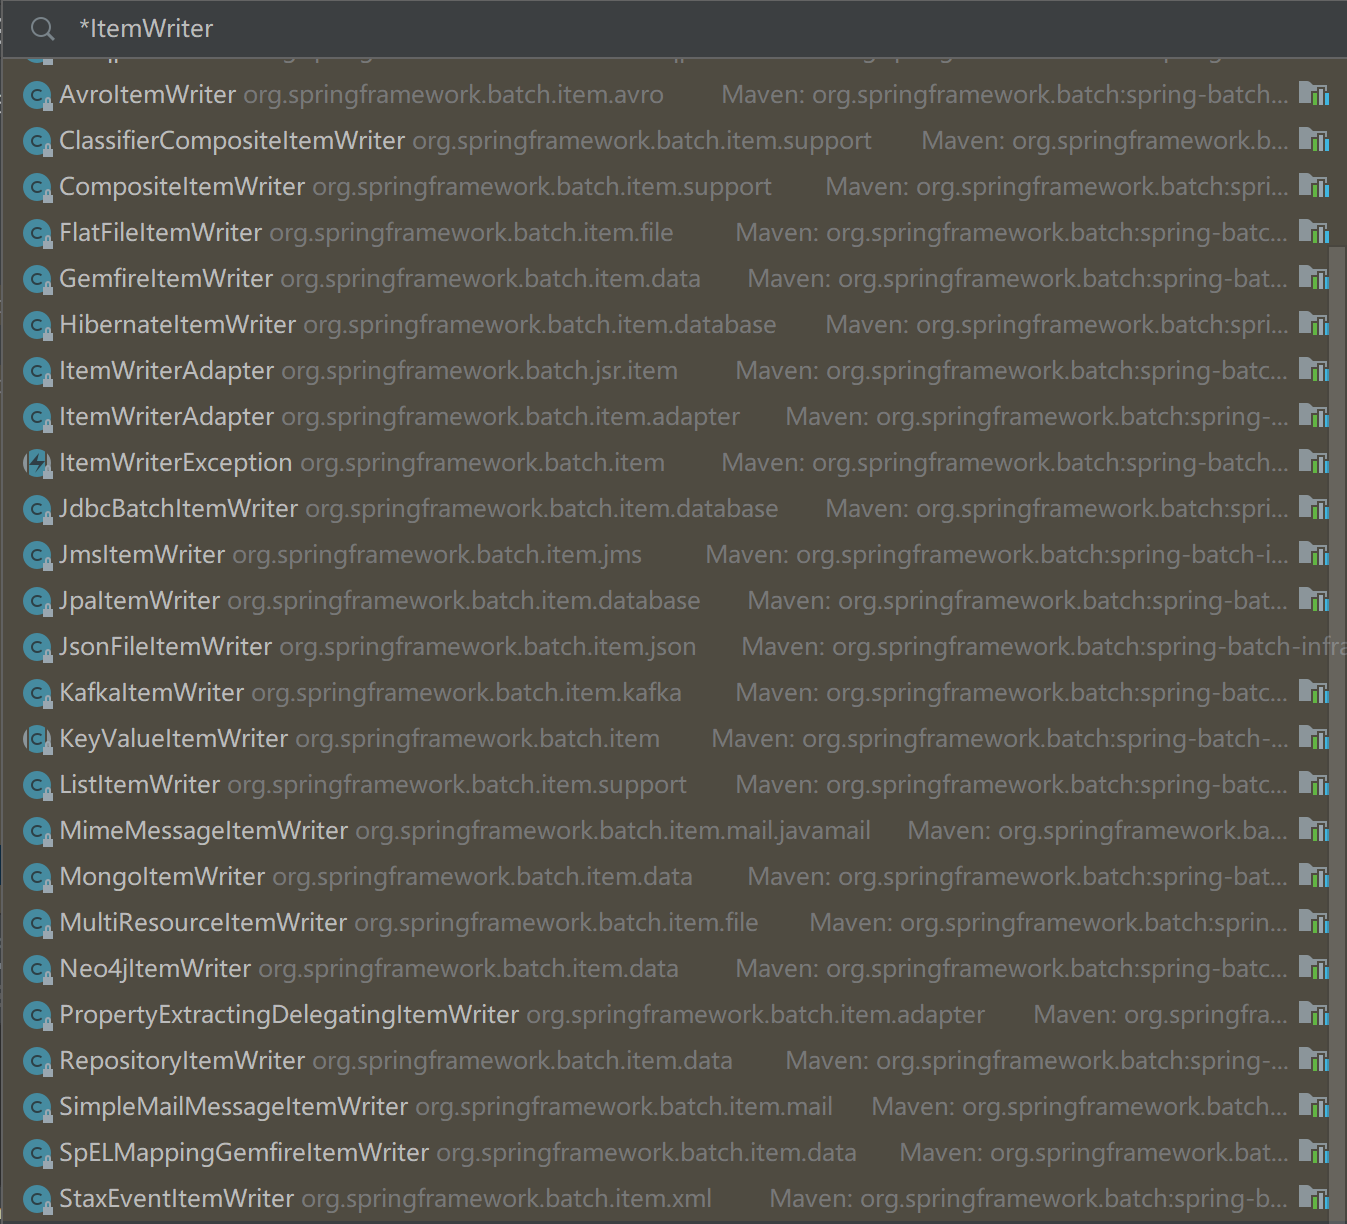 *ItemWriter
AvroItemWriter org.springframework.batch.item.avro Maven: org.springframework.batch:spring-batch...
ClassifierCompositeItemWriter org.springframework.batch.item.support Maven: org.springframework.b...
CompositeItemWriter org.springframework.batch.item.support Maven: org.springframework.batch:spri...
FlatFileItemWriter org.springframework.batch.item.file Maven: org.springframework.batch:spring-batc...
GemfireItemWriter org.springframework.batch.item.data Maven: org.springframework.batch:spring-bat...
HibernateItemWriter org.springframework.batch.item.database Maven: org.springframework.batch:spri...
ItemWriterAdapter org.springframework.batch.jsr.item Maven: org.springframework.batch:spring-batc...
ItemWriterAdapter org.springframework.batch.item.adapter Maven: org.springframework.batch:spring-...
ItemWriterException org.springframework.batch.item Maven: org.springframework.batch:spring-batch...
JdbcBatchItemWriter org.springframework.batch.item.database Maven: org.springframework.batch:spri...
JmsItemWriter org.springframework.batch.item.jms Maven: org.springframework.batch:spring-batch-i...
JpaItemWriter org.springframework.batch.item.database Maven: org.springframework.batch:spring-bat...
JsonFileItemWriter org.springframework.batch.item.json Maven: org.springframework.batch:spring-batch-infra
KafkaItemWriter org.springframework.batch.item.kafka Maven: org.springframework.batch:spring-batc...
KeyValueItemWriter org.springframework.batch.item Maven: org.springframework.batch:spring-batch-...
ListItemWriter org.springframework.batch.item.support Maven: org.springframework.batch:spring-batc...
MimeMessageItemWriter org.springframework.batch.item.mail.javamail Maven: org.springframework.ba...
MongoItemWriter org.springframework.batch.item.data Maven: org.springframework.batch:spring-bat...
MultiResourceItemWriter org.springframework.batch.item.file Maven: org.springframework.batch:sprin...
Neo4jItemWriter org.springframework.batch.item.data Maven: org.springframework.batch:spring-batc...
PropertyExtractingDelegatingItemWriter org.springframework.batch.item.adapter Maven: org.springfra...
RepositoryItemWriter org.springframework.batch.item.data Maven: org.springframework.batch:spring-...
SimpleMailMessageItemWriter org.springframework.batch.item.mail Maven: org.springframework.batch...
SpELMappingGemfireItemWriter org.springframework.batch.item.data Maven: org.springframework.bat...
StaxEventItemWriter org.springframework.batch.item.xml Maven: org.springframework.batch:spring-b...